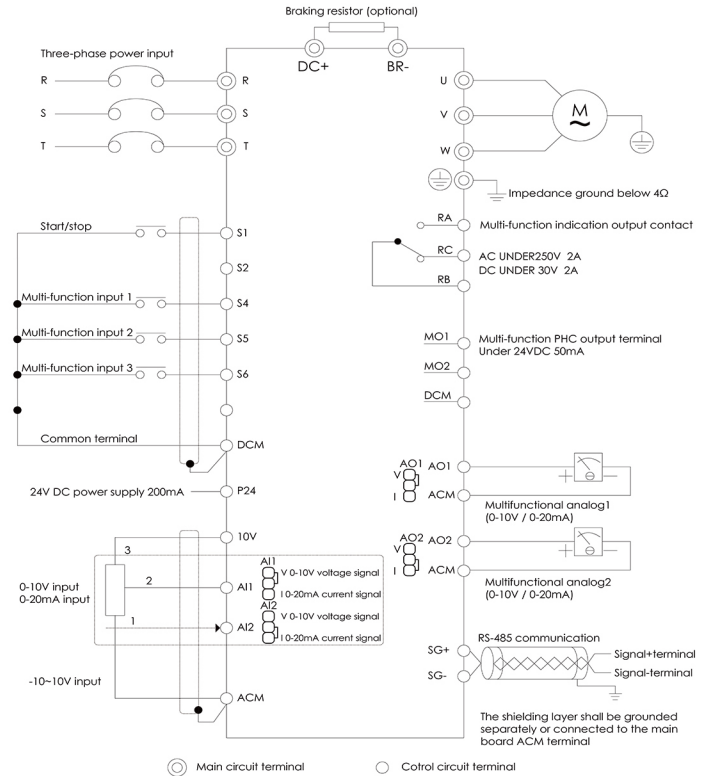 Braking resistor (optional)
DC+
BR-
Three-phase power input
R
R
S
S
T
T
U
V
W
M
~
Impedance ground below 4Ω
Start/stop
S1
S2
Multi-function input 1
S4
Multi-function input 2
S5
Multi-function input 3
S6
Common terminal
DCM
24V DC power supply 200mA
P24
RA
Multi-function indication output contact
RC
AC UNDER250V 2A
DC UNDER 30V 2A
RB
MO1
Multi-function PHC output terminal
Under 24VDC 50mA
MO2
DCM
AO1
AO1
V
I
ACM
+
-
Multifunctional analog1
(0-10V / 0-20mA)
AO2
AO2
V
I
ACM
+
-
Multifunctional analog2
(0-10V / 0-20mA)
10V
3
0-10V input
0-20mA input
2
AI1
1
AI2
AI1
V 0-10V voltage signal
I 0-20mA current signal
AI2
V 0-10V voltage signal
I 0-20mA current signal
-10~10V input
ACM
RS-485 communication
SG+
SG-
Signal+terminal
Signal-terminal
The shielding layer shall be grounded
separately or connected to the main
board ACM terminal
Main circuit terminal
Cotrol circuit terminal